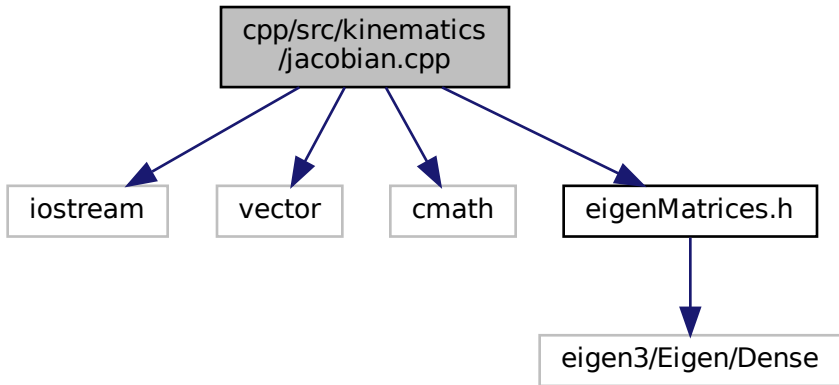 cpp/src/kinematics
/jacobian.cpp
iostream
vector
cmath
eigenMatrices.h
eigen3/Eigen/Dense